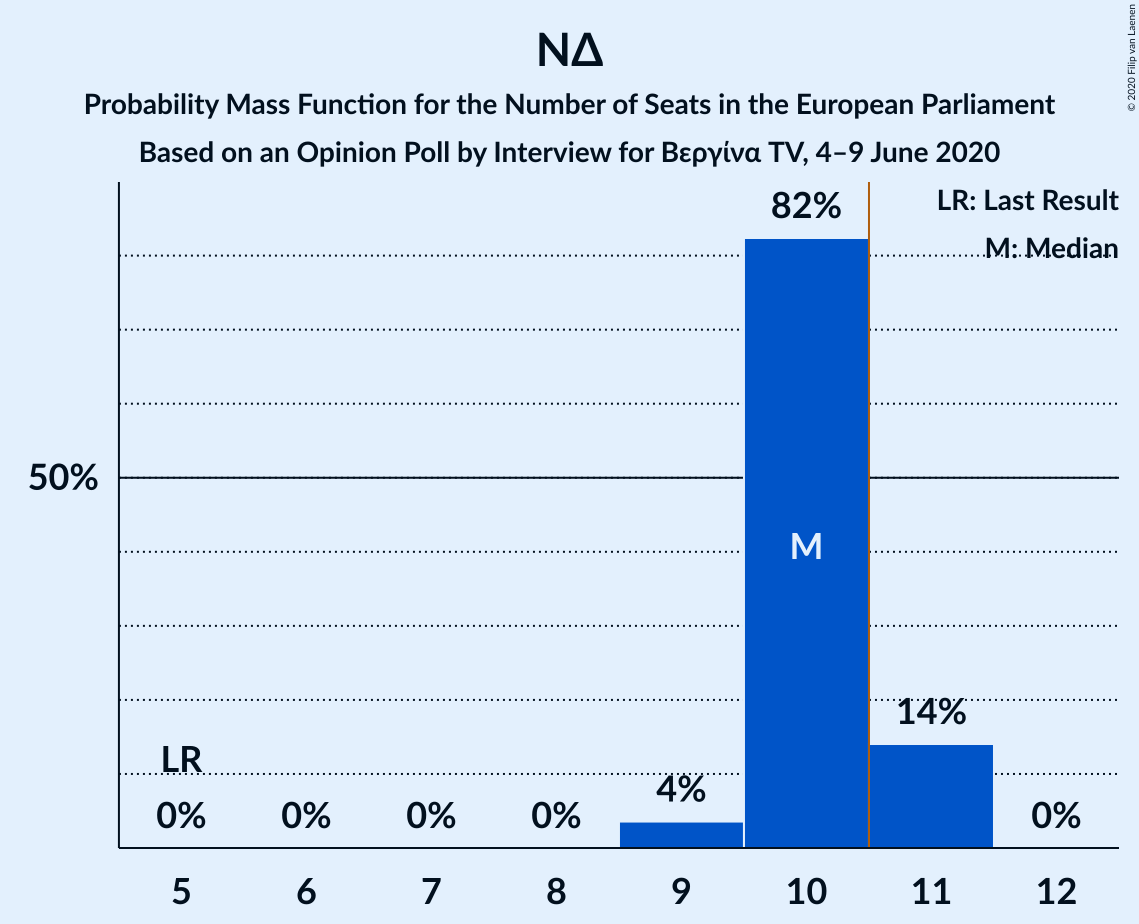 ΝΔ
Probability Mass Function for the Number of Seats in the European Parliament
Based on an Opinion Poll by Interview for Βεργίνα TV, 4–9 June 2020
© 2020 Filip van Laenen
LR: Last Result
M: Median
82%
50%
M
14%
LR
4%
0% 0% 0% 0% 0%
5 6 7 8 9 10 11 12